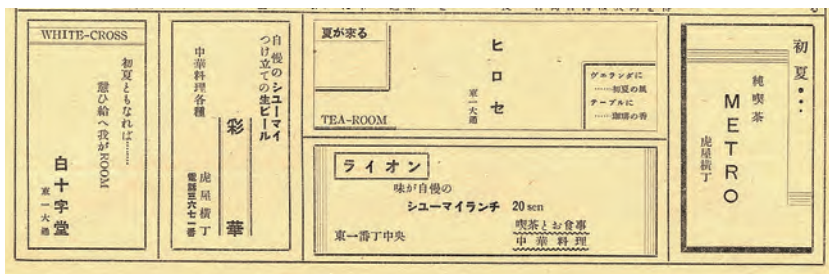 初夏・・・
純喫茶
METRO
虎屋横丁
夏が来る
ヒロセ
東一大通
TEA-ROOM
ヴェランダに
……初夏の風
テーブルに
……珈琲の香
ライオン
味が自慢の
シューマイランチ 20 sen
喫茶とお食事
中華料理
東一番丁中央
自慢のシューマイ
つけ立ての生ビール
中華料理各種
彩華
虎屋横丁
電話三六七一番
WHITE-CROSS
初夏ともなれば……
憩ひ給へ我がROOM
白十字堂
東一大通